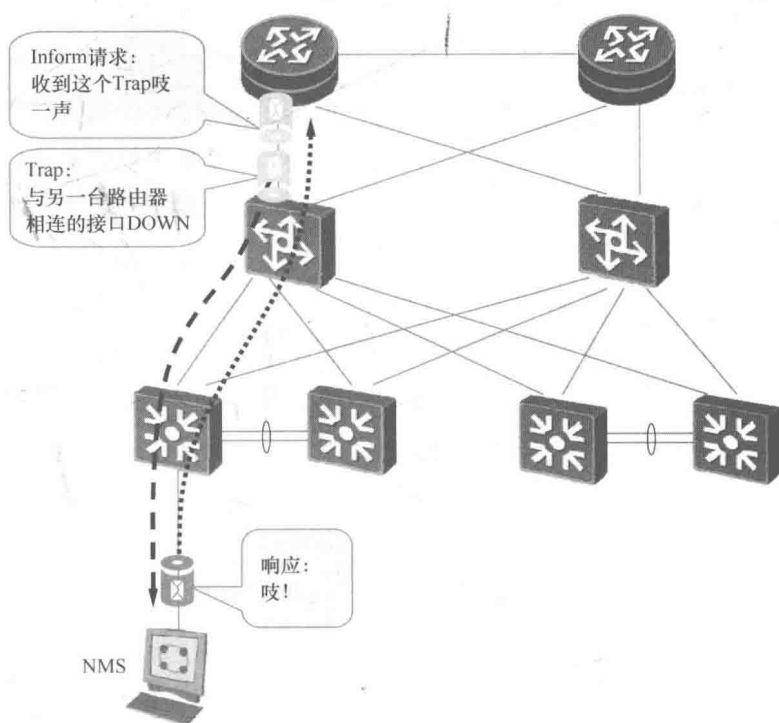 Inform请求：
收到这个Trap吱
一声
Trap：
与另一台路由器
相连的接口DOWN
响应：
吱！
NMS